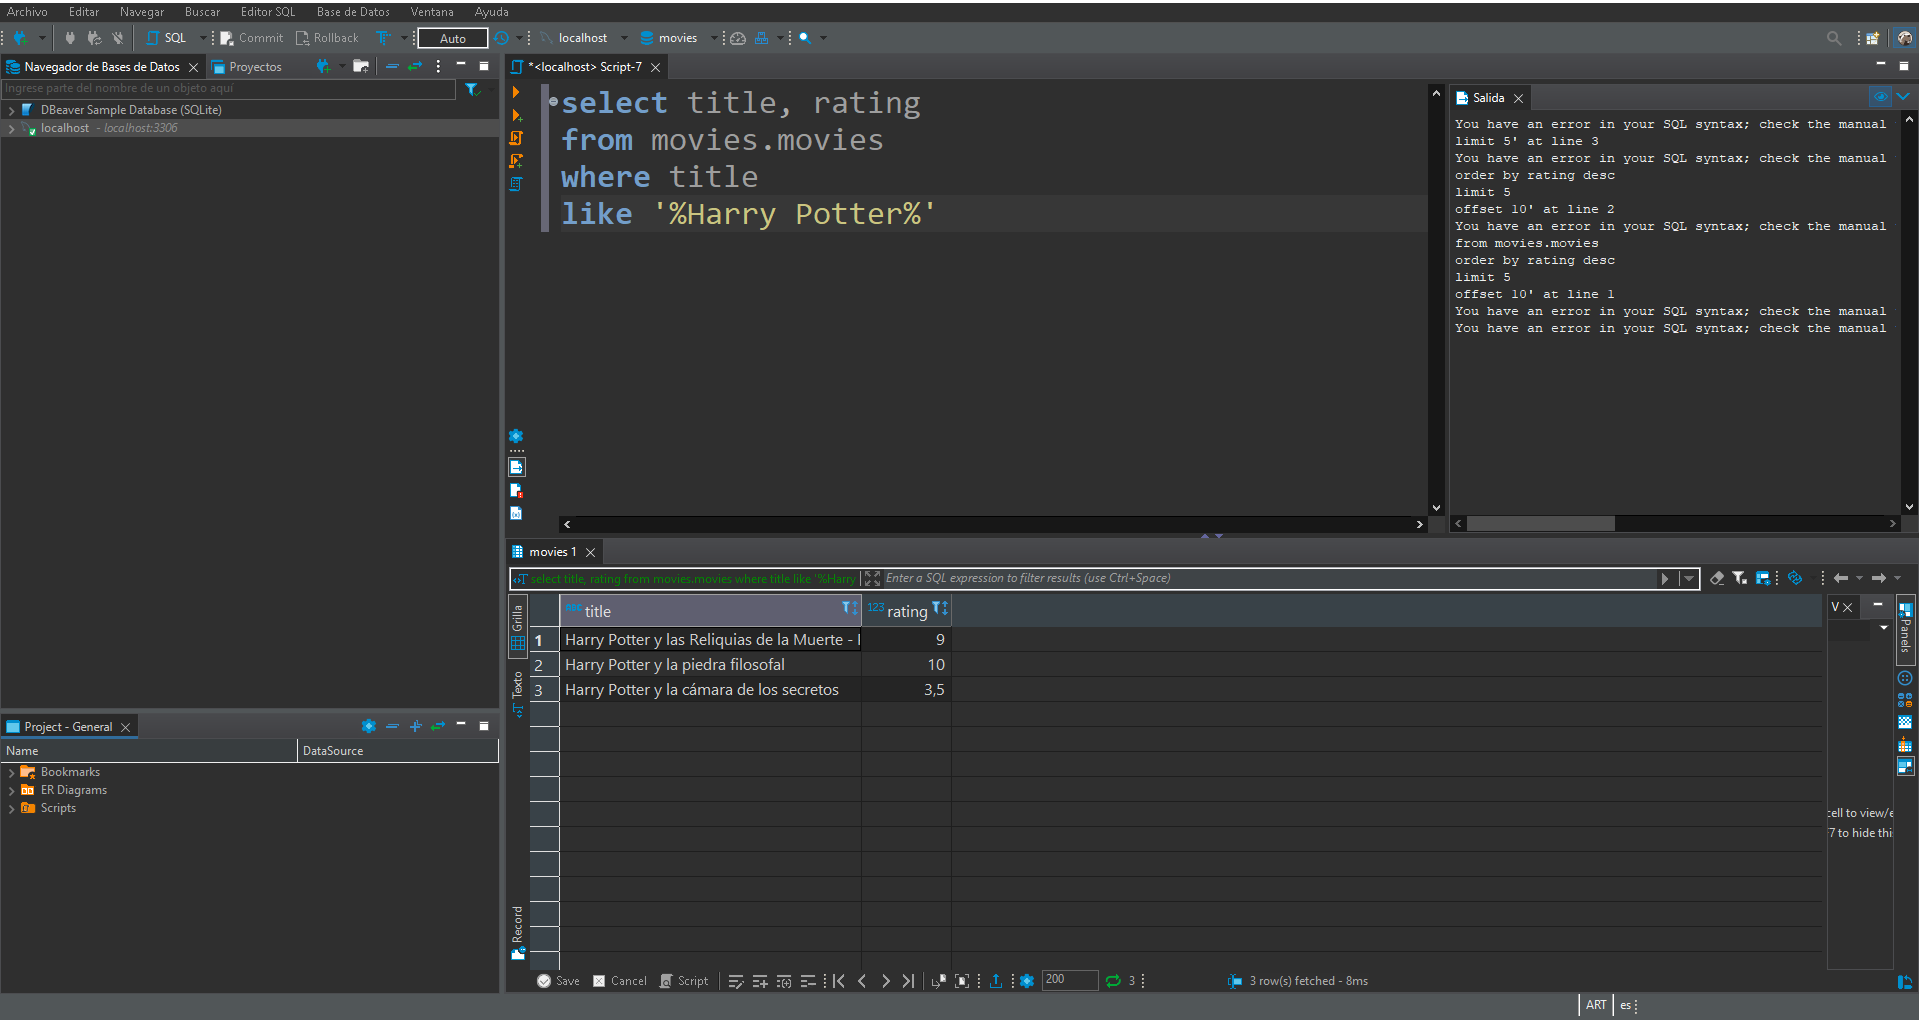 Archivo Editar Navegar Buscar Editor SQL Base de Datos Ventana Ayuda
SQL Commit Rollback Auto localhost movies
Navegador de Bases de Datos Proyectos
Ingrese parte del nombre de un objeto aquí
DBeaver Sample Database (SQLite)
localhost - localhost:3306
*<localhost> Script-7
select title, rating
from movies.movies
where title
like '%Harry Potter%'
Salida
You have an error in your SQL syntax; check the manual
limit 5' at line 3
You have an error in your SQL syntax; check the manual
order by rating desc
limit 5
offset 10' at line 2
You have an error in your SQL syntax; check the manual
from movies.movies
order by rating desc
limit 5
offset 10' at line 1
You have an error in your SQL syntax; check the manual
You have an error in your SQL syntax; check the manual
Project - General
Name DataSource
Bookmarks
ER Diagrams
Scripts
movies 1
select title, rating from movies.movies where title like '%Harry Enter a SQL expression to filter results (use Ctrl+Space)
Grilla
Texto
Record
ABC title 123 rating
1 Harry Potter y las Reliquias de la Muerte - 9
2 Harry Potter y la piedra filosofal 10
3 Harry Potter y la cámara de los secretos 3,5
V
Panels
cell to view/e
7 to hide thi
Save Cancel Script 200 3 3 row(s) fetched - 8ms
ART es